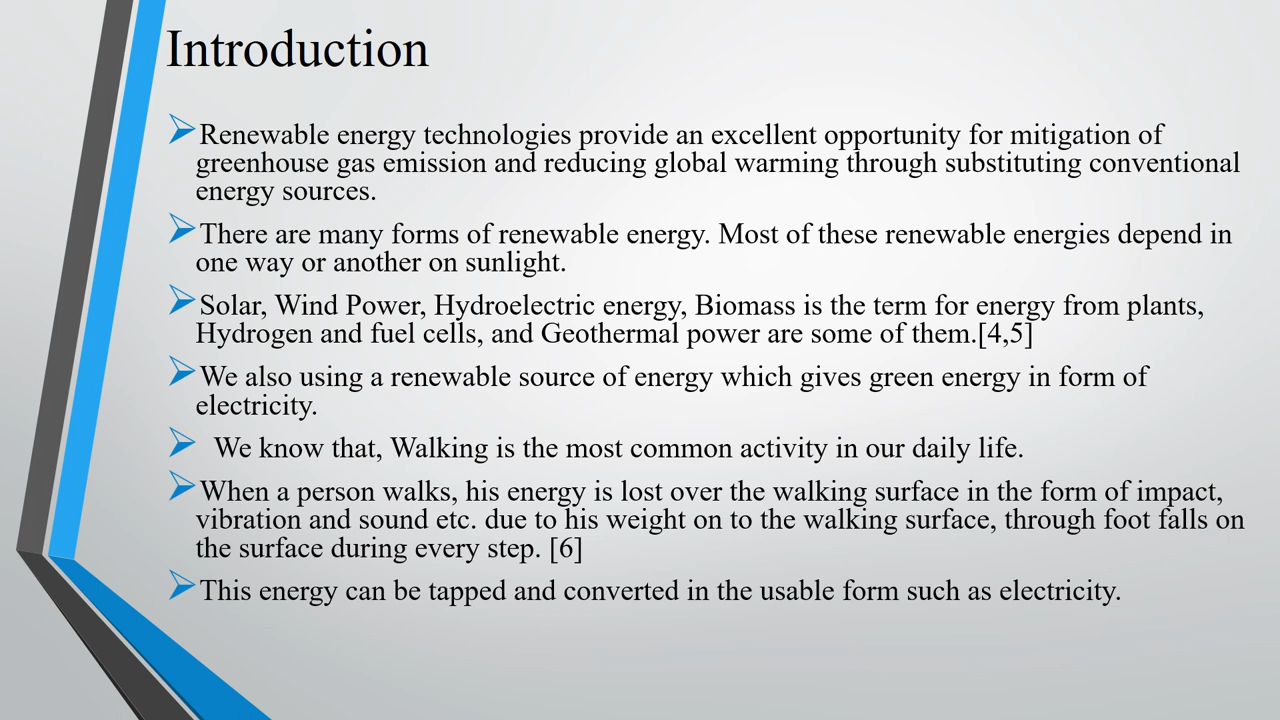 Introduction
Renewable energy technologies provide an excellent opportunity for mitigation of
greenhouse gas emission and reducing global warming through substituting conventional
energy sources.
There are many forms of renewable energy. Most of these renewable energies depend in
one way or another on sunlight.
Solar, Wind Power, Hydroelectric energy, Biomass is the term for energy from plants,
Hydrogen and fuel cells, and Geothermal power are some of them.[4,5]
We also using a renewable source of energy which gives green energy in form of
electricity.
We know that, Walking is the most common activity in our daily life.
When a person walks, his energy is lost over the walking surface in the form of impact,
vibration and sound etc. due to his weight on to the walking surface, through foot falls on
the surface during every step. [6]
This energy can be tapped and converted in the usable form such as electricity.